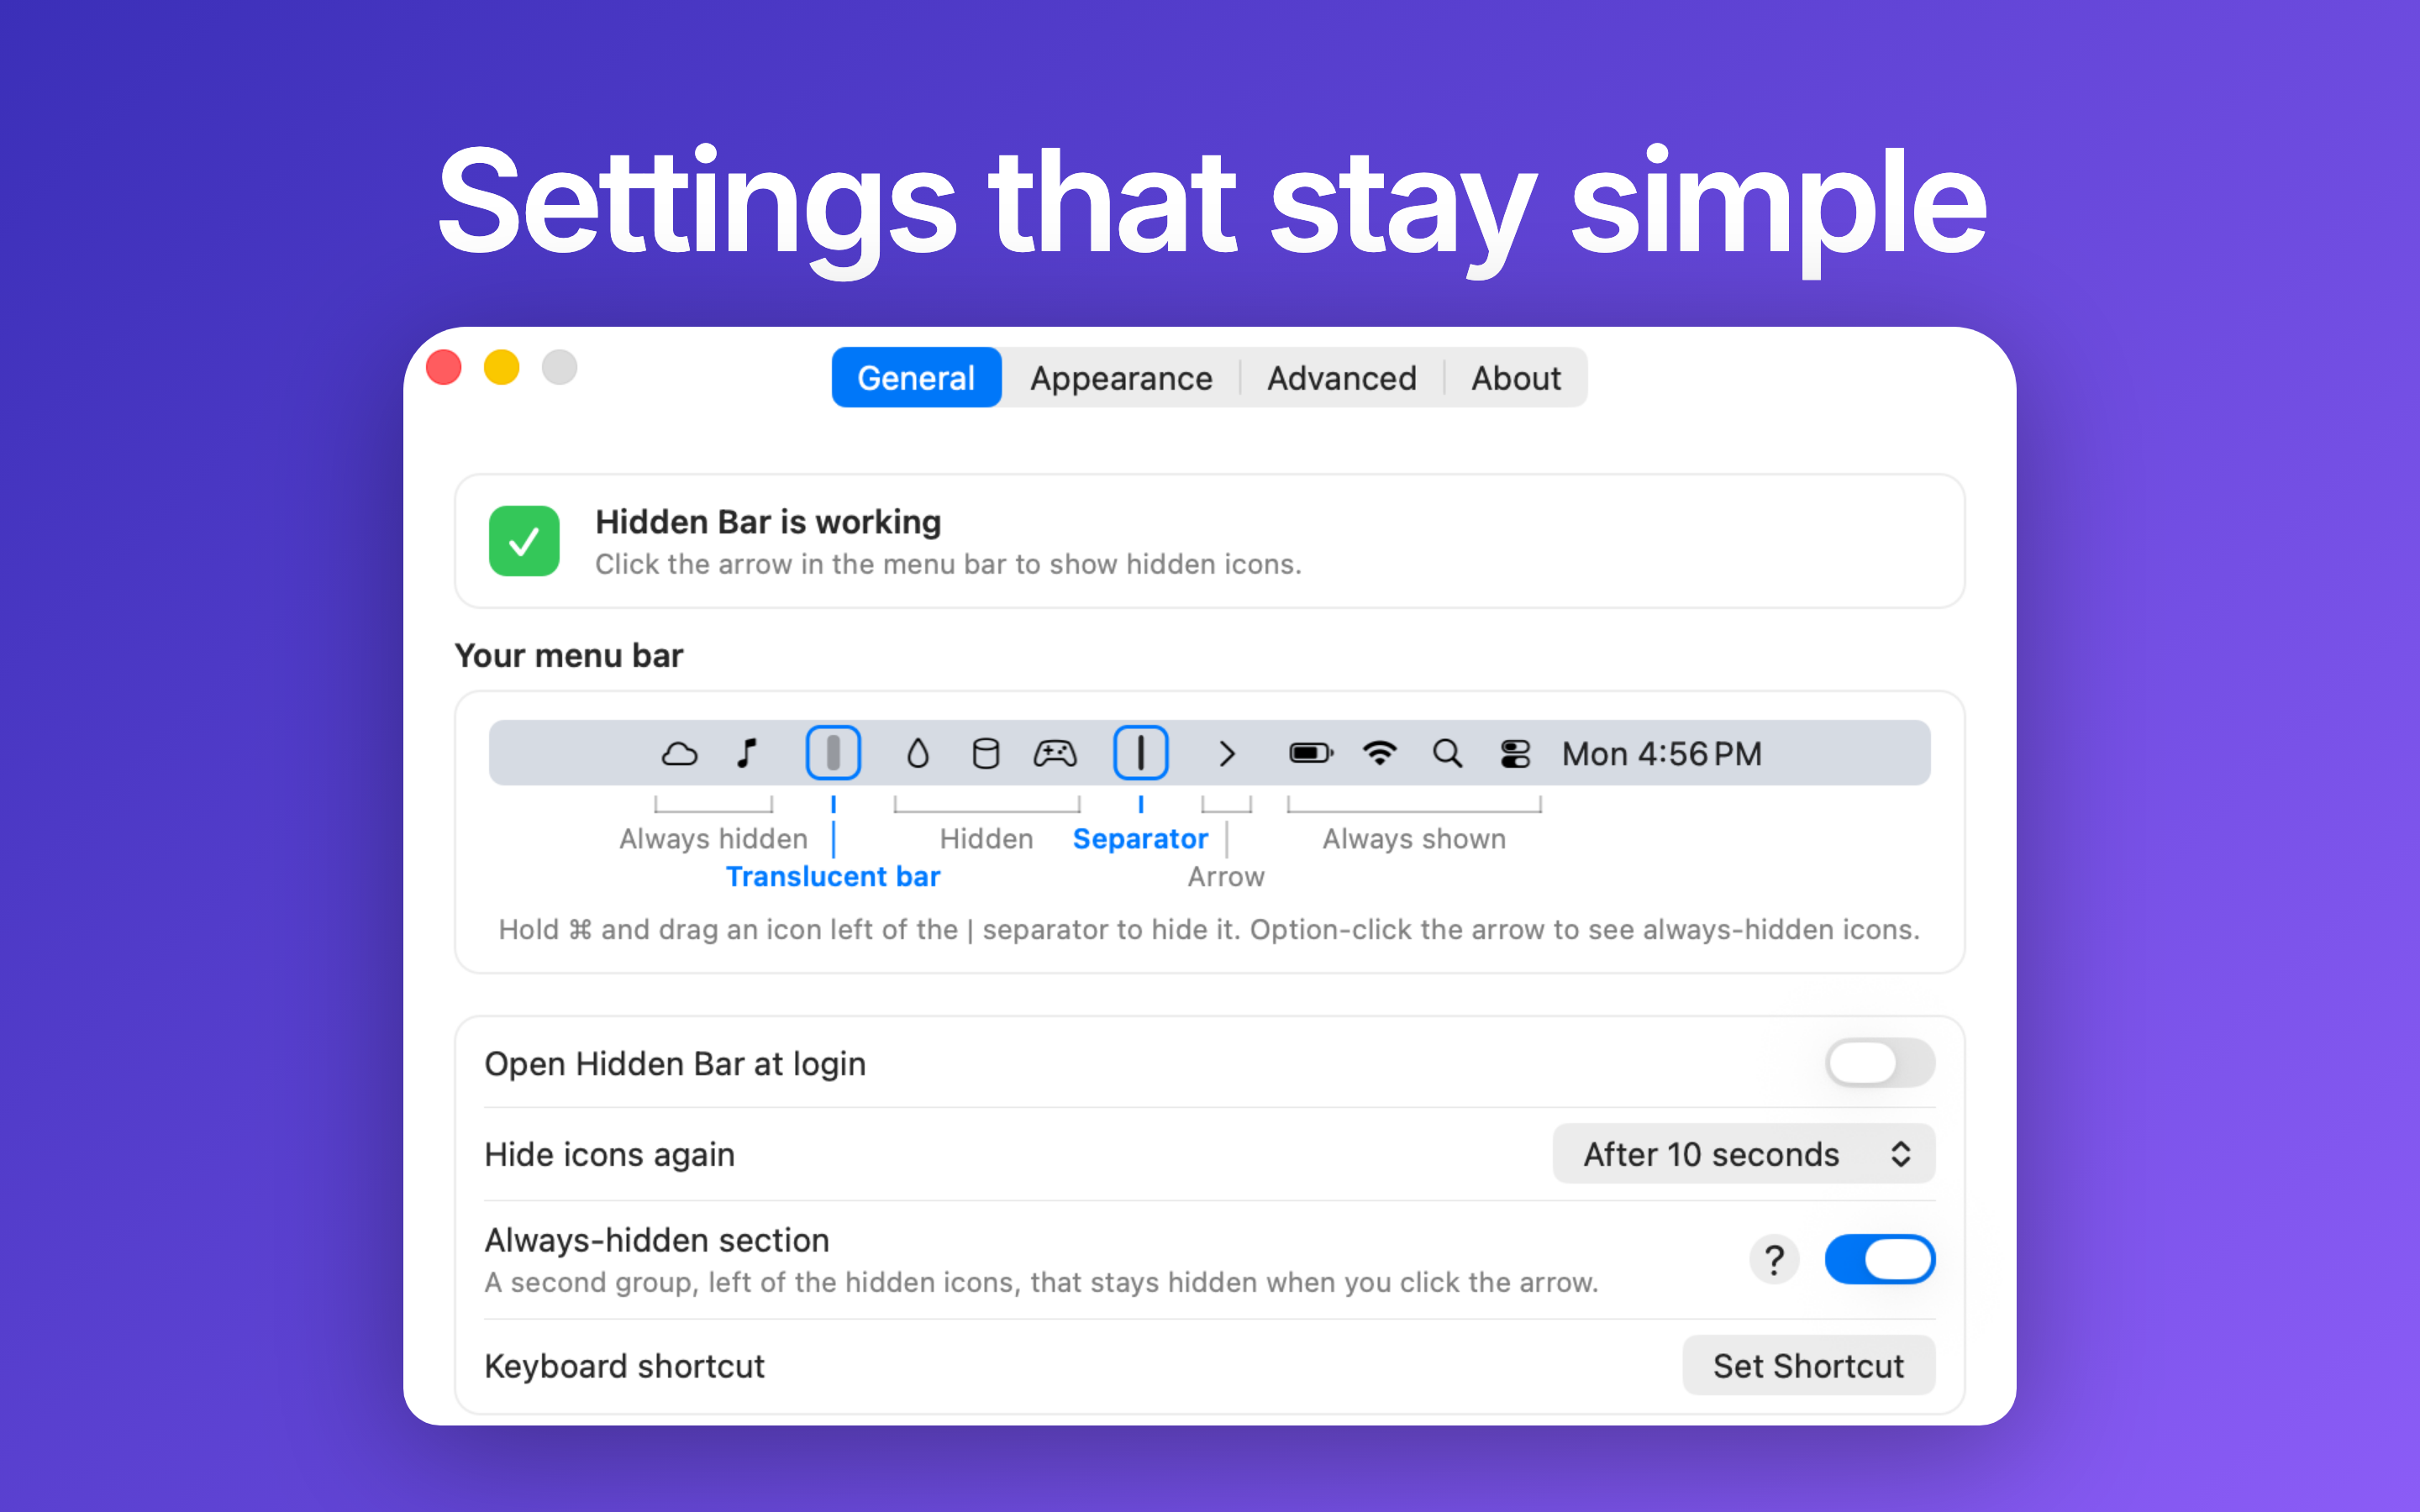 Settings that stay simple
General Appearance Advanced About
Hidden Bar is working
Click the arrow in the menu bar to show hidden icons.
Your menu bar
Mon 4:56 PM
Always hidden Hidden Separator Always shown
Translucent bar Arrow
Hold ⌘ and drag an icon left of the | separator to hide it. Option-click the arrow to see always-hidden icons.
Open Hidden Bar at login
Hide icons again After 10 seconds
Always-hidden section
A second group, left of the hidden icons, that stays hidden when you click the arrow.
?
Keyboard shortcut Set Shortcut